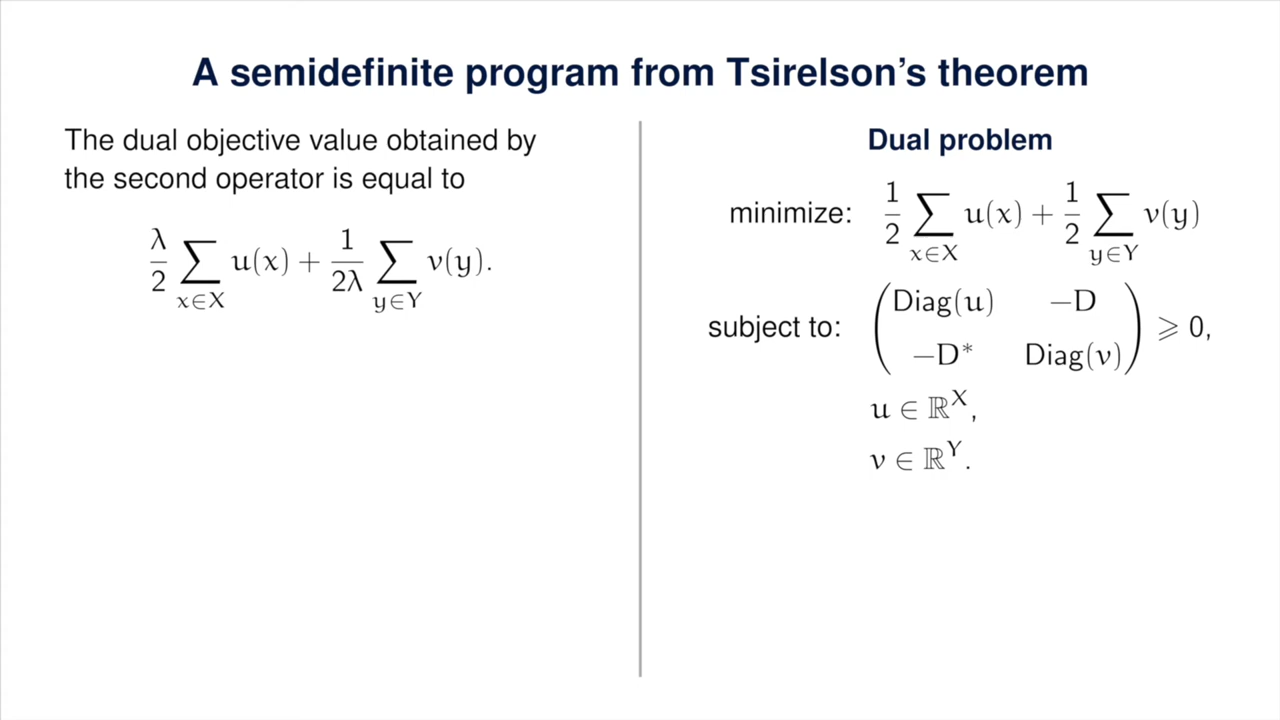 A semidefinite program from Tsirelson's theorem
The dual objective value obtained by
the second operator is equal to
λ/2 ∑_{x∈X} u(x) + 1/2λ ∑_{y∈Y} v(y).
Dual problem
minimize: 1/2 ∑_{x∈X} u(x) + 1/2 ∑_{y∈Y} v(y)
subject to: ( Diag(u) −D
−D* Diag(v) ) ⩾ 0,
u ∈ ℝ^X,
v ∈ ℝ^Y.